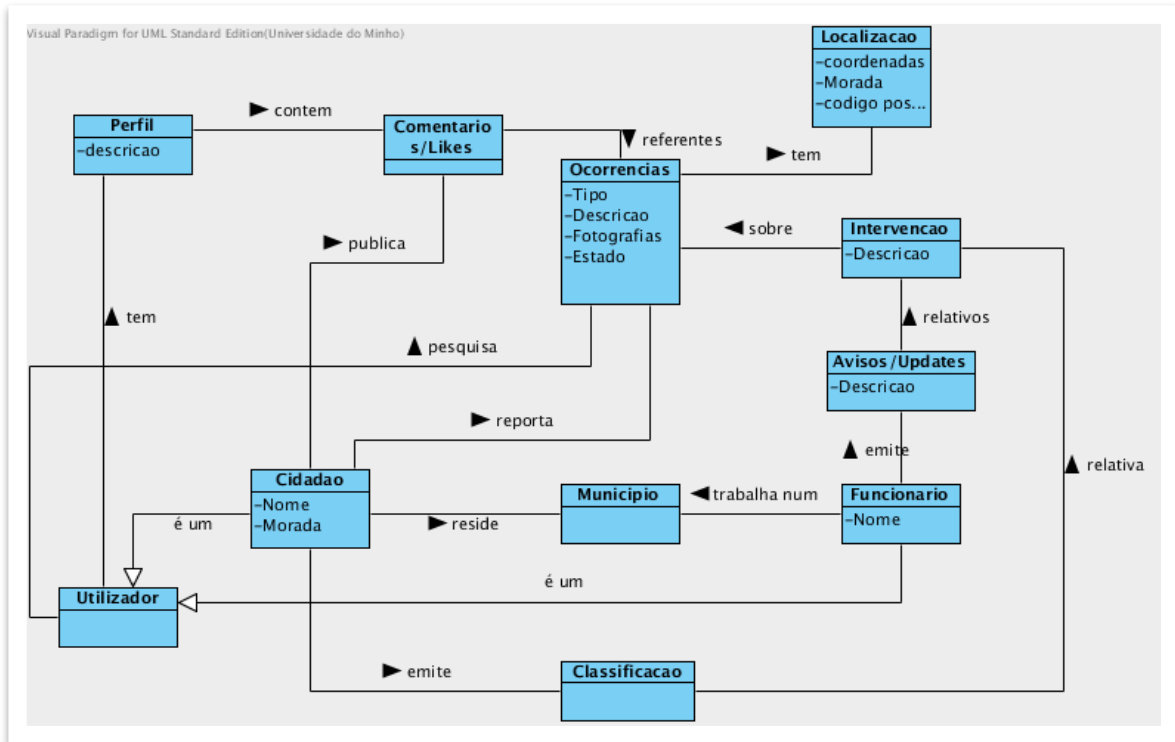 Visual Paradigm for UML Standard Edition(Universidade do Minho)
Localizacao
-coordenadas
-Morada
-codigo pos...
contem
Perfil
-descricao
Comentario
s/Likes
referentes
tem
Ocorrencias
-Tipo
-Descricao
-Fotografias
-Estado
publica
sobre
Intervencao
-Descricao
tem
relativos
pesquisa
Avisos/Updates
-Descricao
reporta
emite
relativa
Cidadao
-Nome
-Morada
Municipio
trabalha num
Funcionario
-Nome
é um
reside
é um
Utilizador
emite
Classificacao